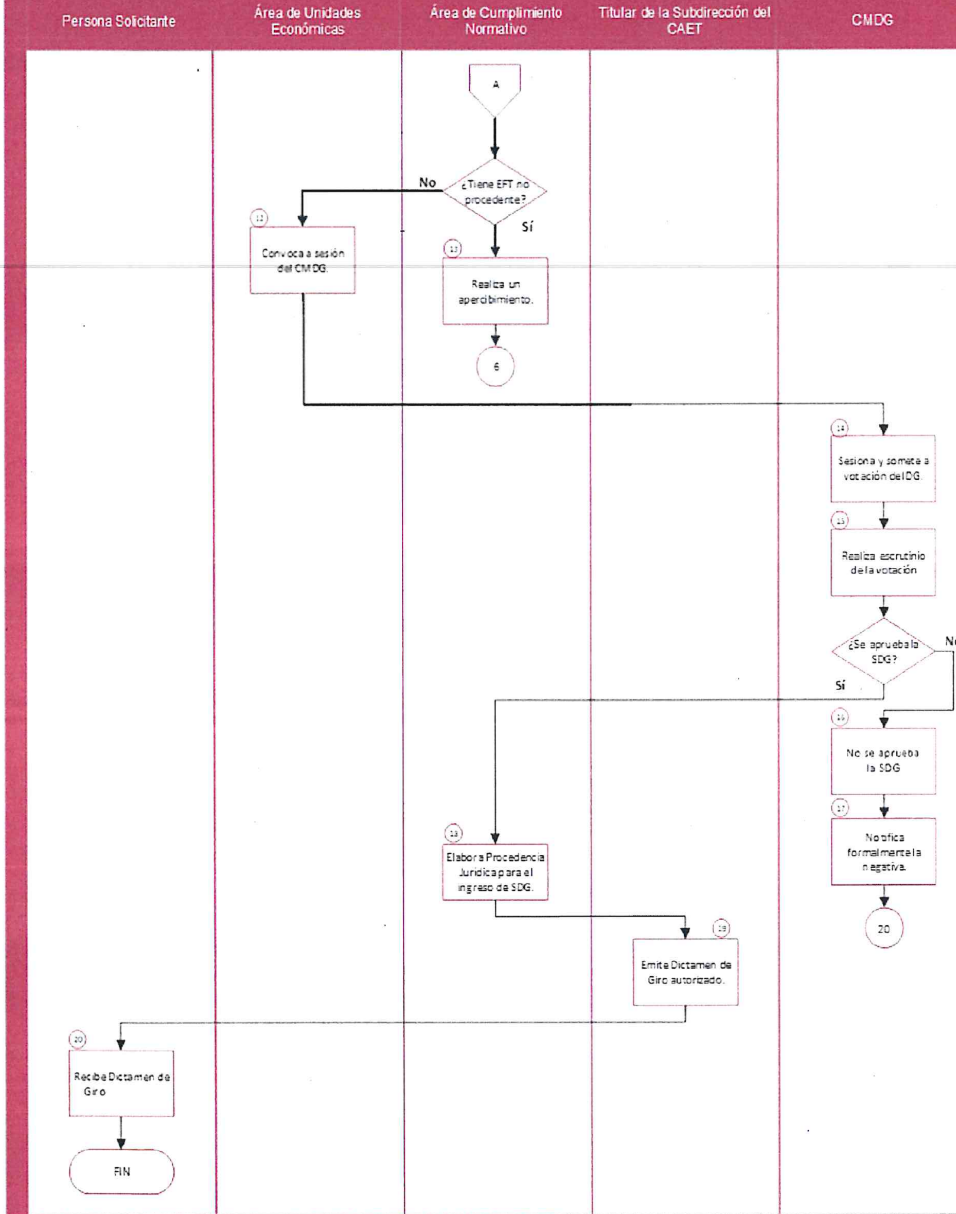 Persona Solicitante
Área de Unidades
Económicas
Área de Cumplimiento
Normativo
Titular de la Subdirección del
CAET
CMDG
A
¿Tiene EFT no
procedente?
No
Sí
12
Convoca a sesión
del CMDG.
13
Realiza un
apercibimiento.
6
14
Sesiona y somete a
votación del DG.
15
Realiza escrutinio
de la votación
¿Se aprueba la
SDG?
No
Sí
16
No se aprueba
la SDG
17
Notifica
formalmente la
negativa.
20
18
Elabora Procedencia
Jurídica para el
ingreso de SDG.
19
Emite Dictamen de
Giro autorizado.
20
Recibe Dictamen de
Giro
FIN